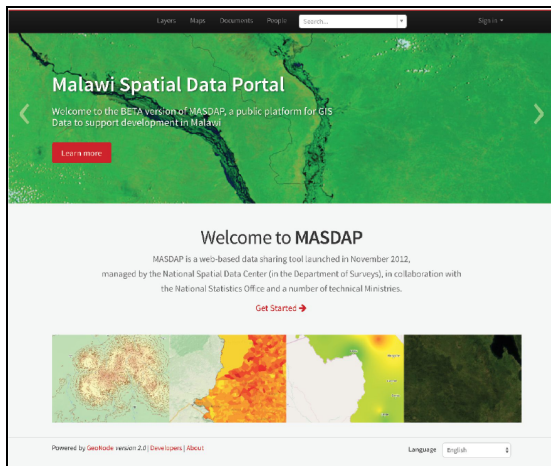 Layers Maps Documents People Search... Sign in
Malawi Spatial Data Portal
Welcome to the BETA version of MASDAP, a public platform for GIS
Data to support development in Malawi
Learn more
Welcome to MASDAP
MASDAP is a web-based data sharing tool launched in November 2012,
managed by the National Spatial Data Center (in the Department of Surveys), in collaboration with
the National Statistics Office and a number of technical Ministries.
Get Started
Powered by GeoNode version 2.0 | Developers | About
Language English